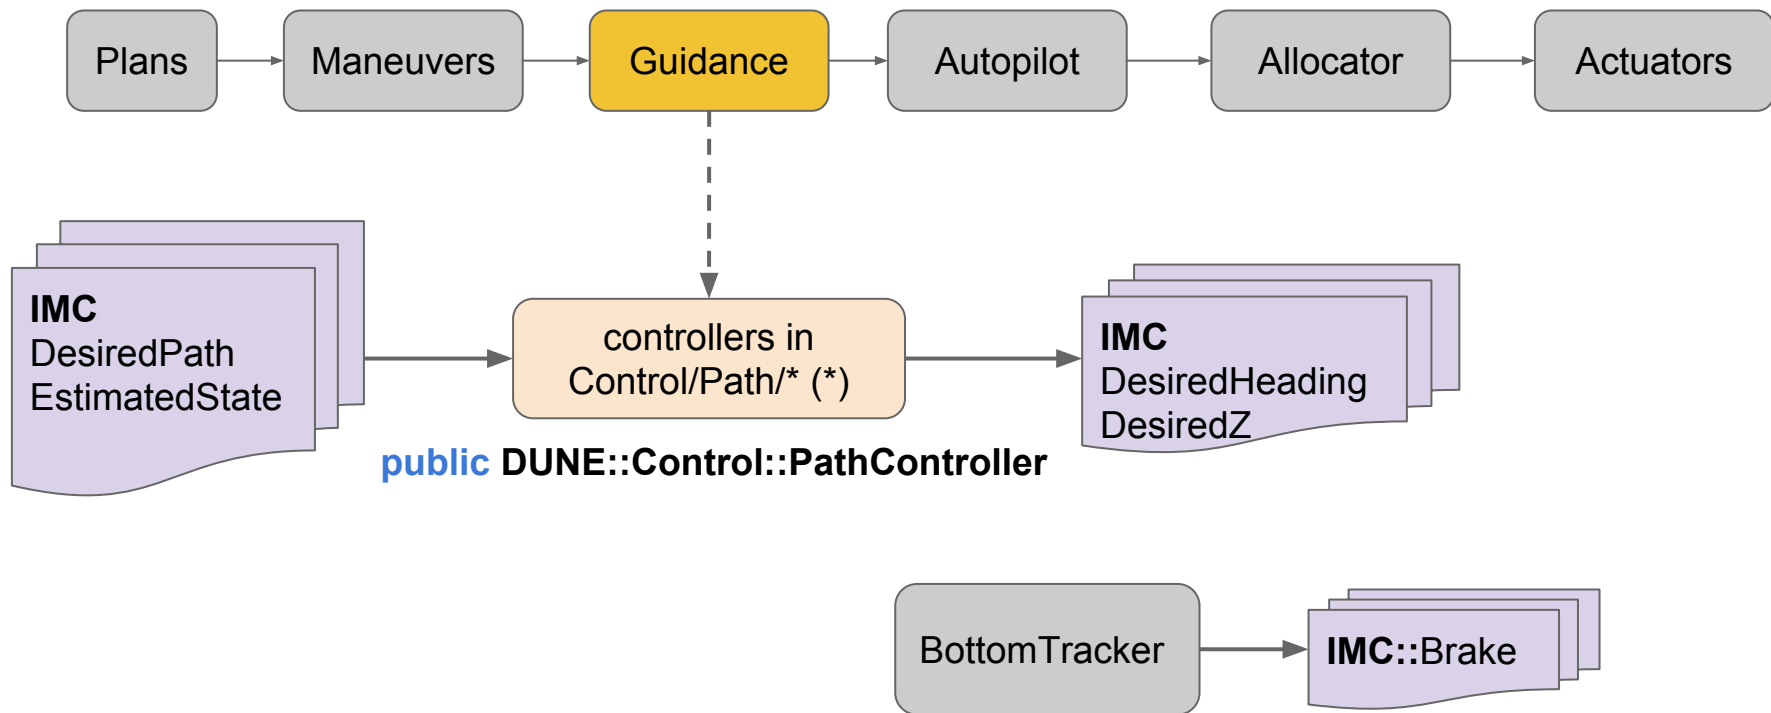 Plans
Maneuvers
Guidance
Autopilot
Allocator
Actuators
IMC
DesiredPath
EstimatedState
controllers in
Control/Path/* (*)
IMC
DesiredHeading
DesiredZ
public DUNE::Control::PathController
BottomTracker
IMC::Brake